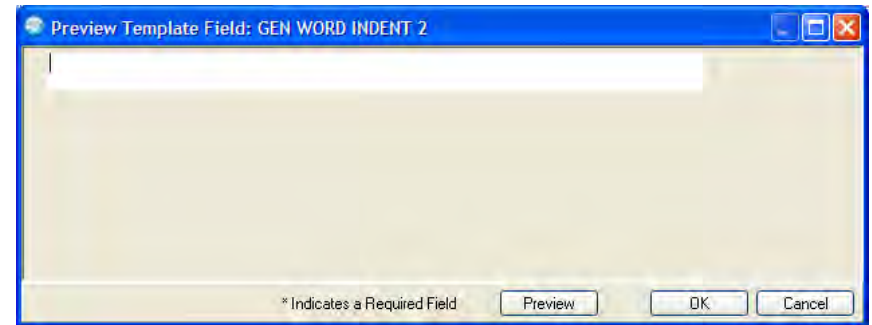 Preview Template Field: GEN WORD INDENT 2
* Indicates a Required Field Preview OK Cancel